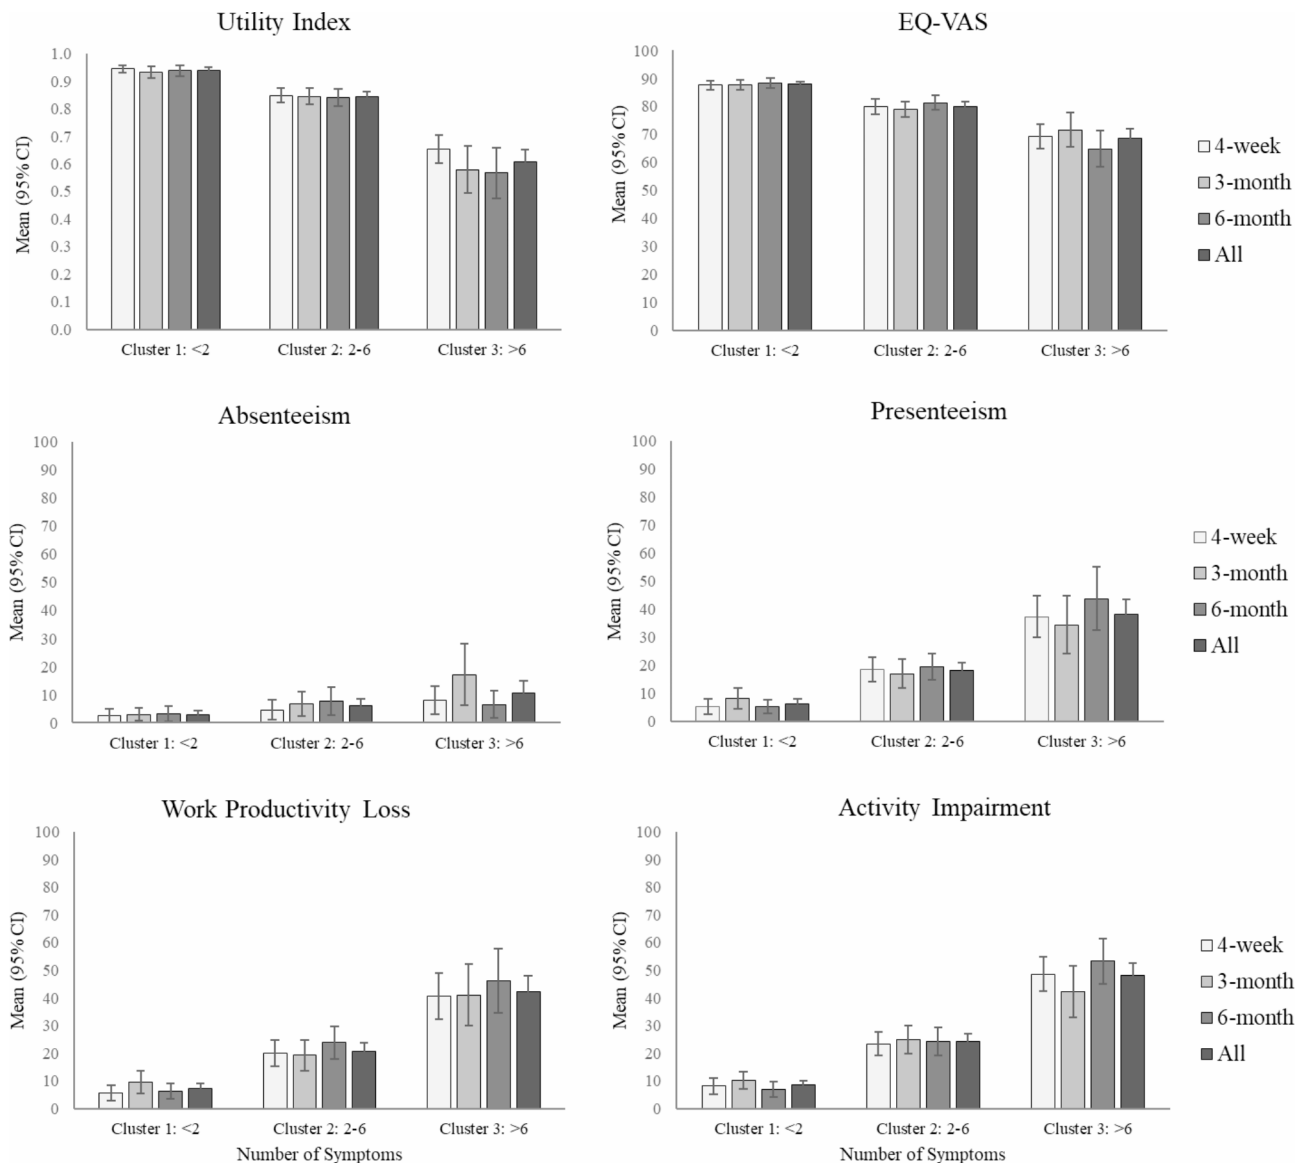 Utility Index
Mean (95% CI)
1.0
0.9
0.8
0.7
0.6
0.5
0.4
0.3
0.2
0.1
0.0
Cluster 1: <2
Cluster 2: 2-6
Cluster 3: >6
EQ-VAS
Mean (95% CI)
100
90
80
70
60
50
40
30
20
10
0
Cluster 1: <2
Cluster 2: 2-6
Cluster 3: >6
4-week
3-month
6-month
All
Absenteeism
Mean (95% CI)
100
90
80
70
60
50
40
30
20
10
0
Cluster 1: <2
Cluster 2: 2-6
Cluster 3: >6
Presenteeism
Mean (95% CI)
100
90
80
70
60
50
40
30
20
10
0
Cluster 1: <2
Cluster 2: 2-6
Cluster 3: >6
4-week
3-month
6-month
All
Work Productivity Loss
Mean (95% CI)
100
90
80
70
60
50
40
30
20
10
0
Cluster 1: <2
Cluster 2: 2-6
Cluster 3: >6
Number of Symptoms
Activity Impairment
Mean (95% CI)
100
90
80
70
60
50
40
30
20
10
0
Cluster 1: <2
Cluster 2: 2-6
Cluster 3: >6
Number of Symptoms
4-week
3-month
6-month
All